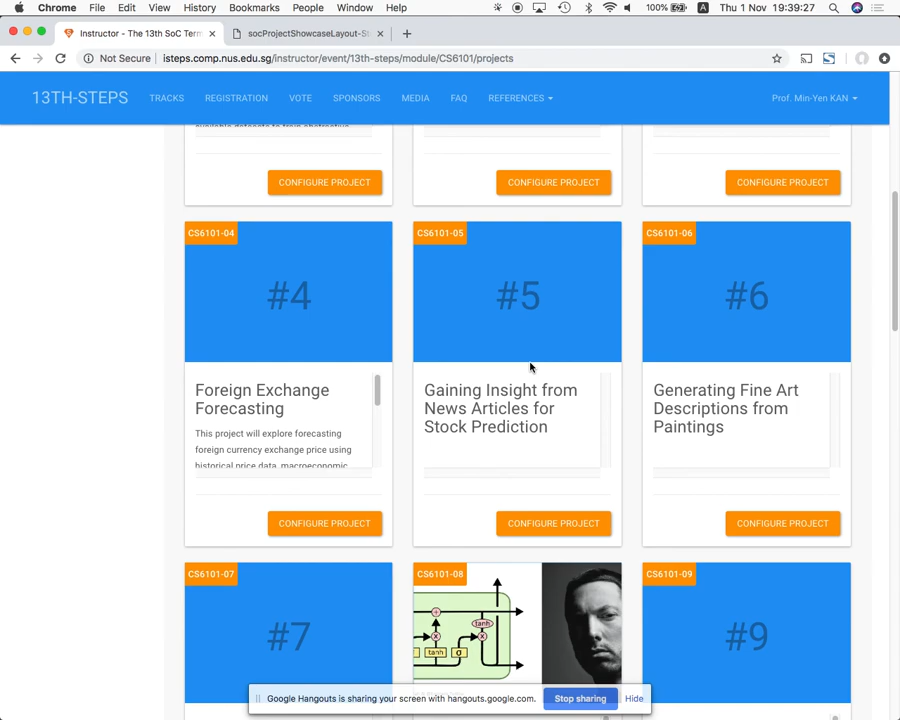 Chrome File Edit View History Bookmarks People Window Help 100% A Thu 1 Nov 19:39:27
Instructor - The 13th SoC Term × socProjectShowcaseLayout-St × +
Not Secure isteps.comp.nus.edu.sg/instructor/event/13th-steps/module/CS6101/projects
13TH-STEPS TRACKS REGISTRATION VOTE SPONSORS MEDIA FAQ REFERENCES Prof. Min-Yen KAN
CONFIGURE PROJECT CONFIGURE PROJECT CONFIGURE PROJECT
CS6101-04 CS6101-05 CS6101-06
#4 #5 #6
Foreign Exchange
Forecasting
This project will explore forecasting
foreign currency exchange price using
historical price data, macroeconomic
Gaining Insight from
News Articles for
Stock Prediction
Generating Fine Art
Descriptions from
Paintings
CONFIGURE PROJECT CONFIGURE PROJECT CONFIGURE PROJECT
CS6101-07 CS6101-08 CS6101-09
#7 #9
tanh
tanh σ
Google Hangouts is sharing your screen with hangouts.google.com. Stop sharing Hide